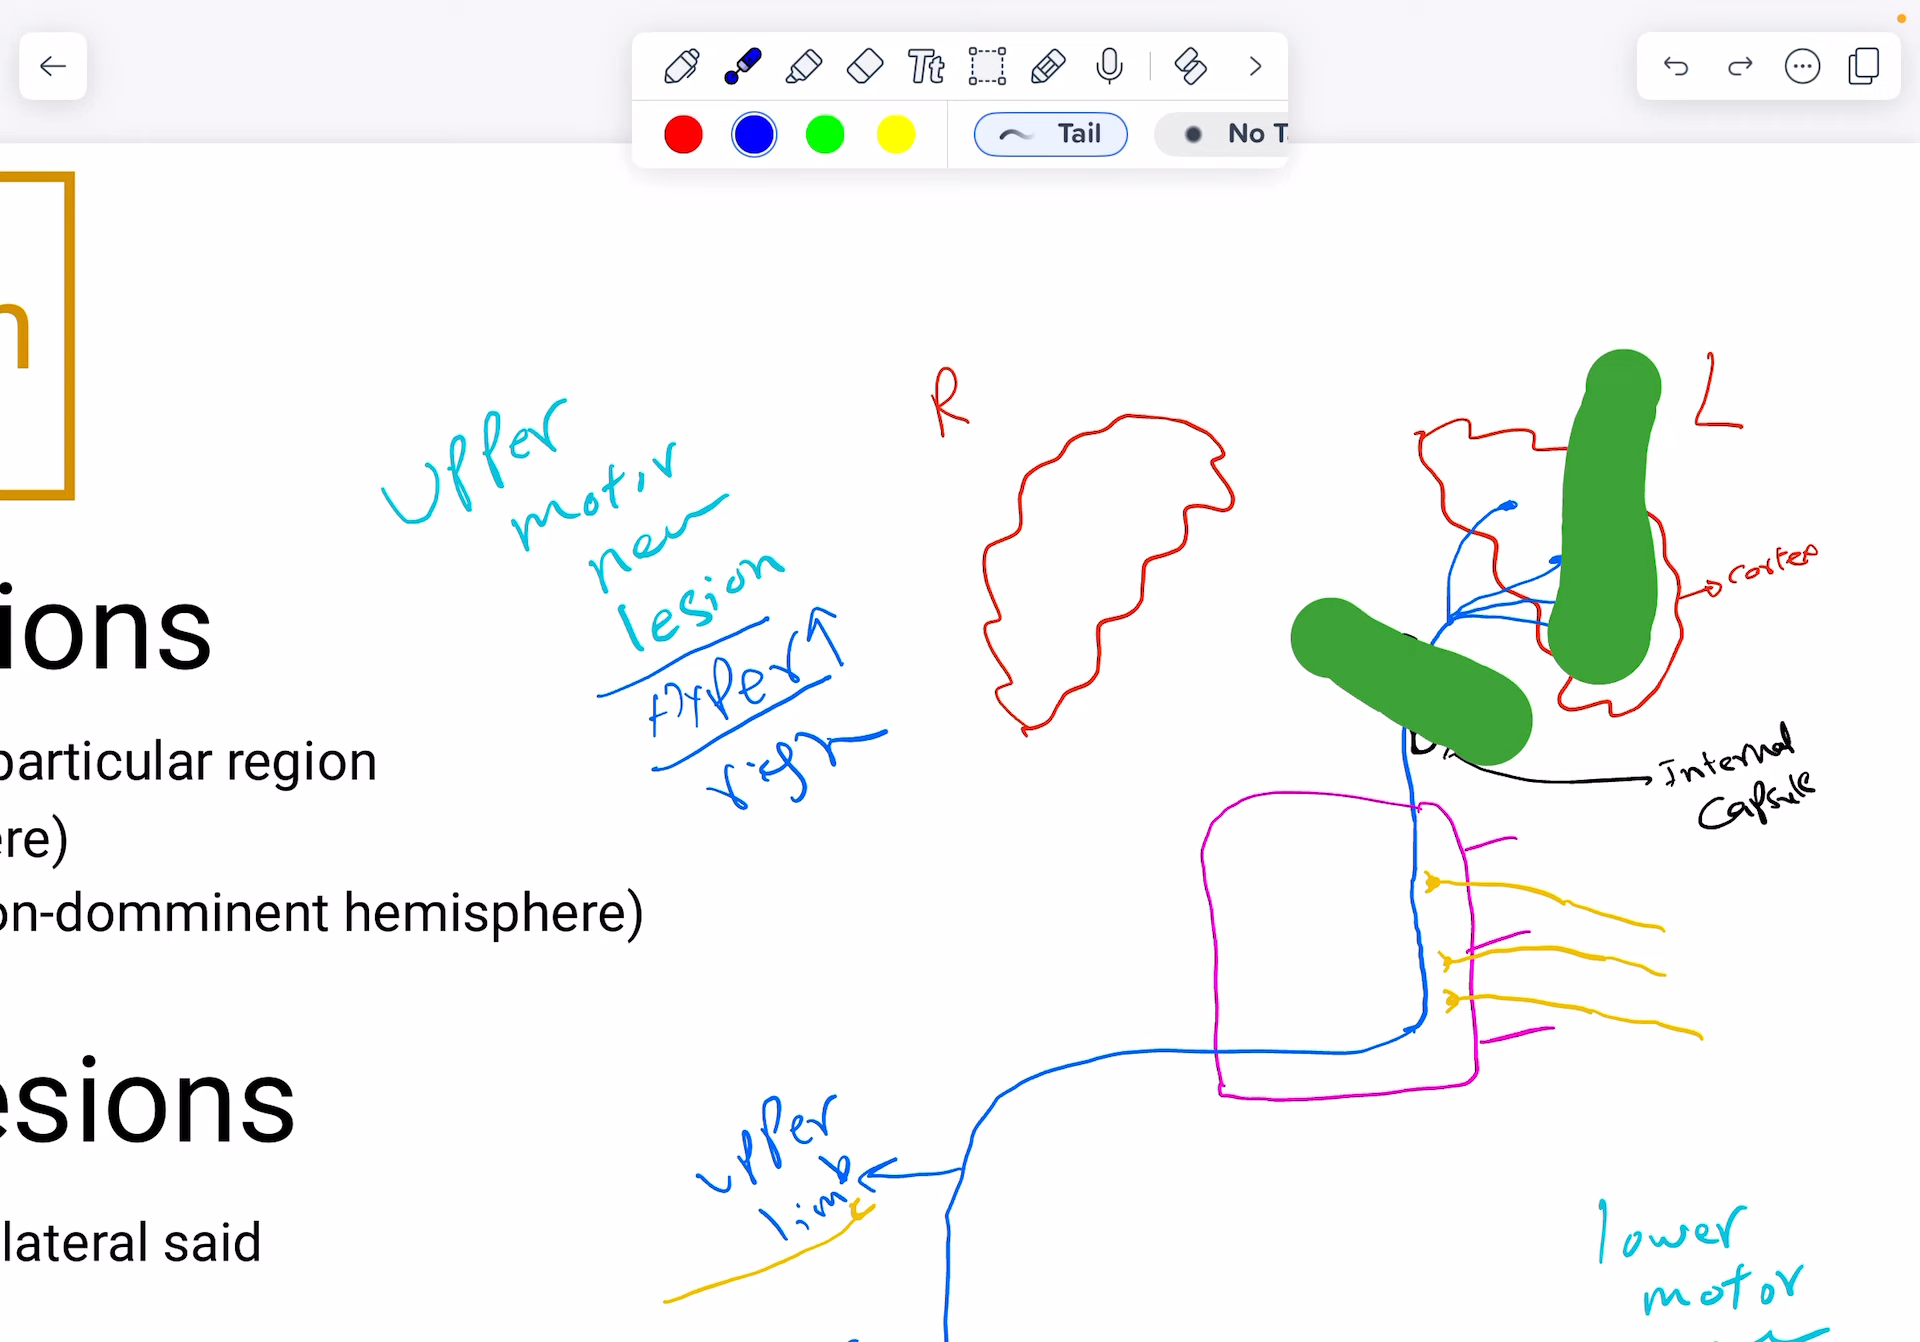 Tail
No T
n
R
L
Upper
motor
neu
lesion
Hyper↑
Cortex
ions
particular region
ere)
on-domminent hemisphere)
Internal
Capsule
esions
lateral said
upper
limb
lower
motor